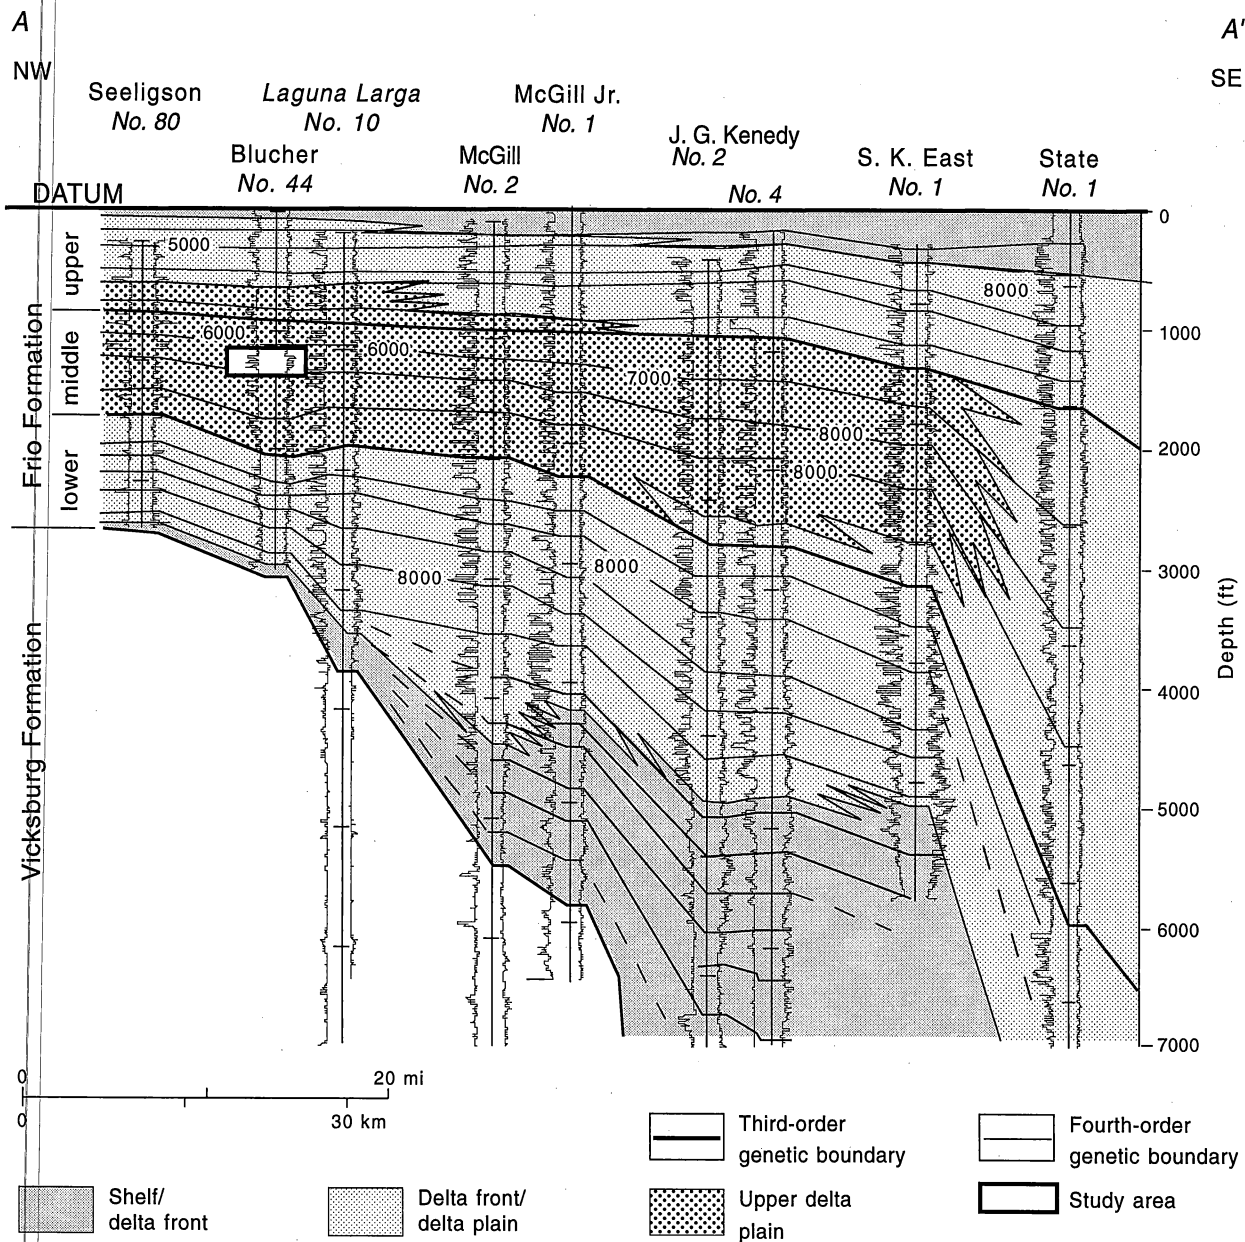 A
A'
NW
SE
Seeligson
No. 80
Laguna Larga
No. 10
McGill Jr.
No. 1
Blucher
No. 44
McGill
No. 2
J. G. Kenedy
No. 2
No. 4
S. K. East
No. 1
State
No. 1
DATUM
0
upper
5000
8000
1000
Frio Formation
middle
6000
6000
7000
8000
8000
2000
lower
8000
8000
3000
Depth (ft)
Vicksburg Formation
4000
5000
6000
7000
0
20 mi
0
30 km
Third-order
genetic boundary
Fourth-order
genetic boundary
Shelf/
delta front
Delta front/
delta plain
Upper delta
plain
Study area